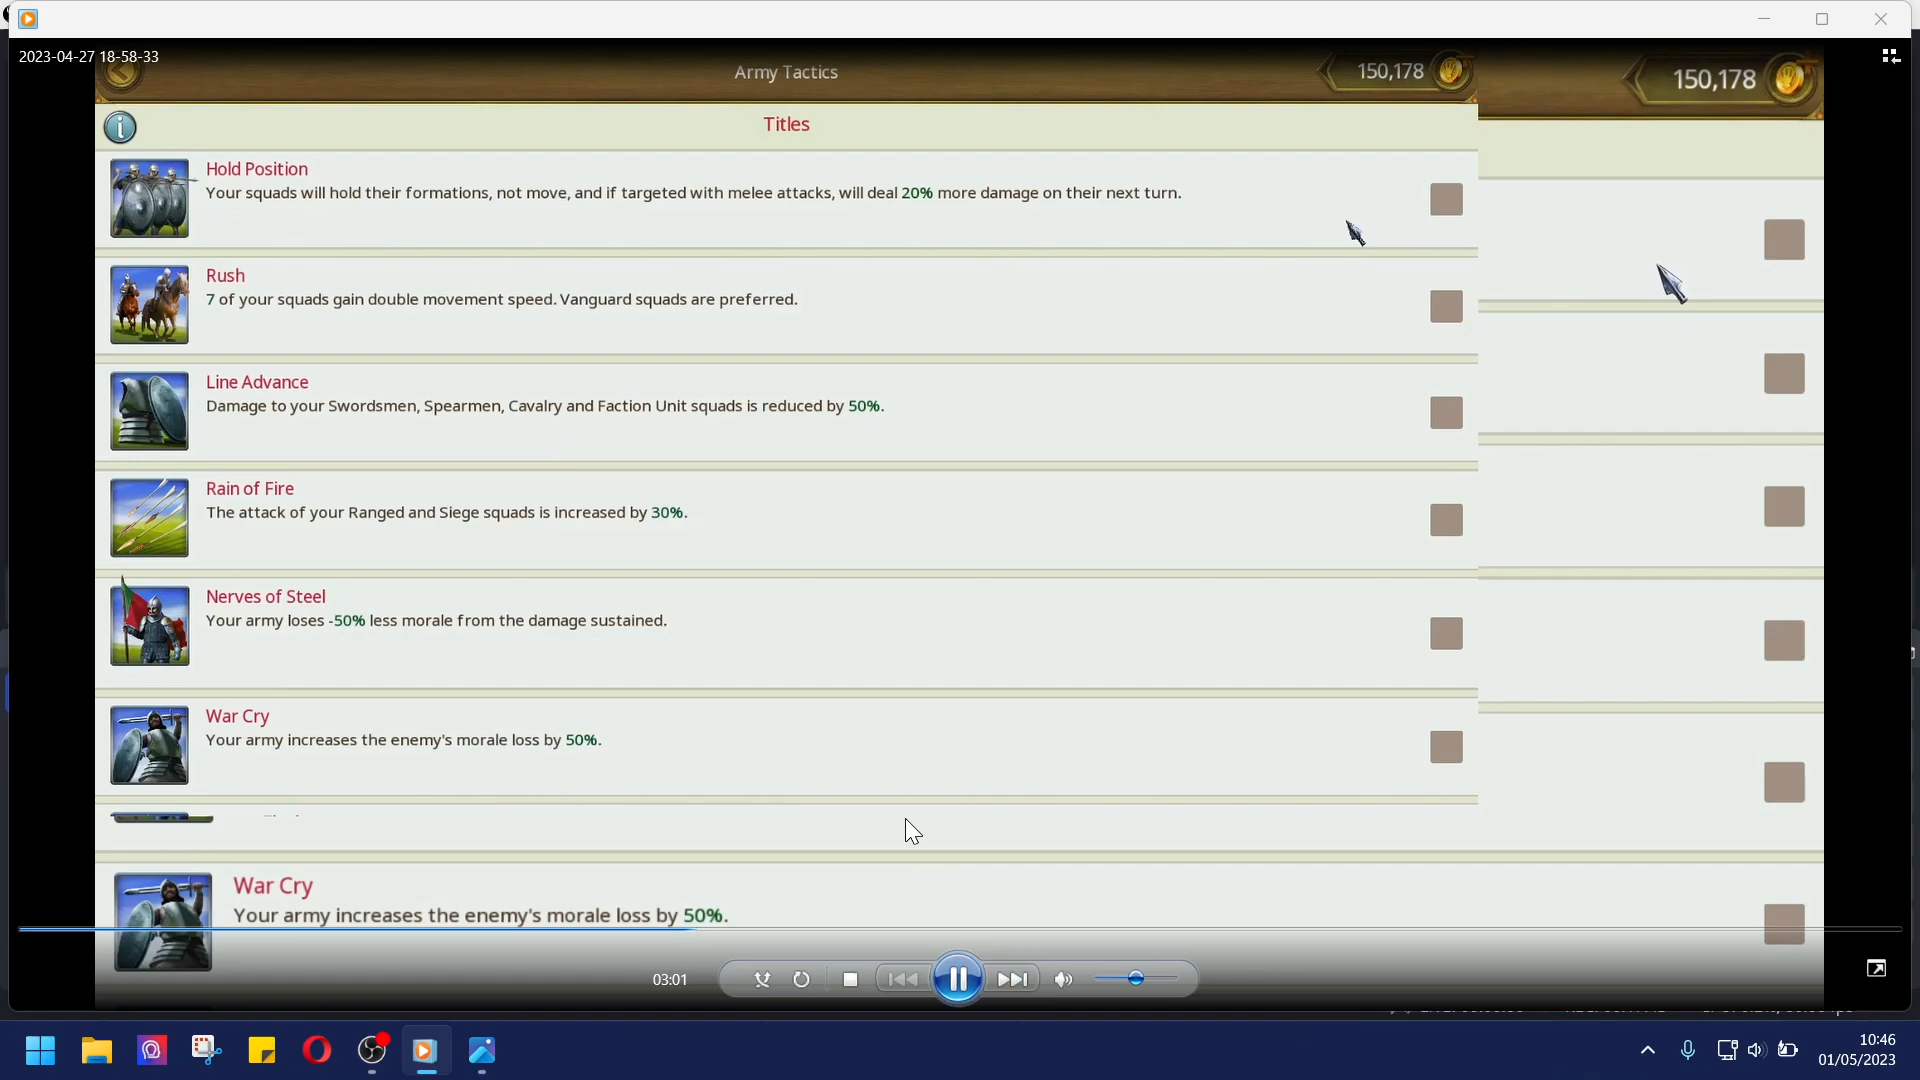 2023-04-27 18-58-33
Army Tactics
150,178
150,178
Titles
Hold Position
Your squads will hold their formations, not move, and if targeted with melee attacks, will deal 20% more damage on their next turn.
Rush
7 of your squads gain double movement speed. Vanguard squads are preferred.
Line Advance
Damage to your Swordsmen, Spearmen, Cavalry and Faction Unit squads is reduced by 50%.
Rain of Fire
The attack of your Ranged and Siege squads is increased by 30%.
Nerves of Steel
Your army loses -50% less morale from the damage sustained.
War Cry
Your army increases the enemy's morale loss by 50%.
War Cry
Your army increases the enemy's morale loss by 50%.
03:01
10:46
01/05/2023